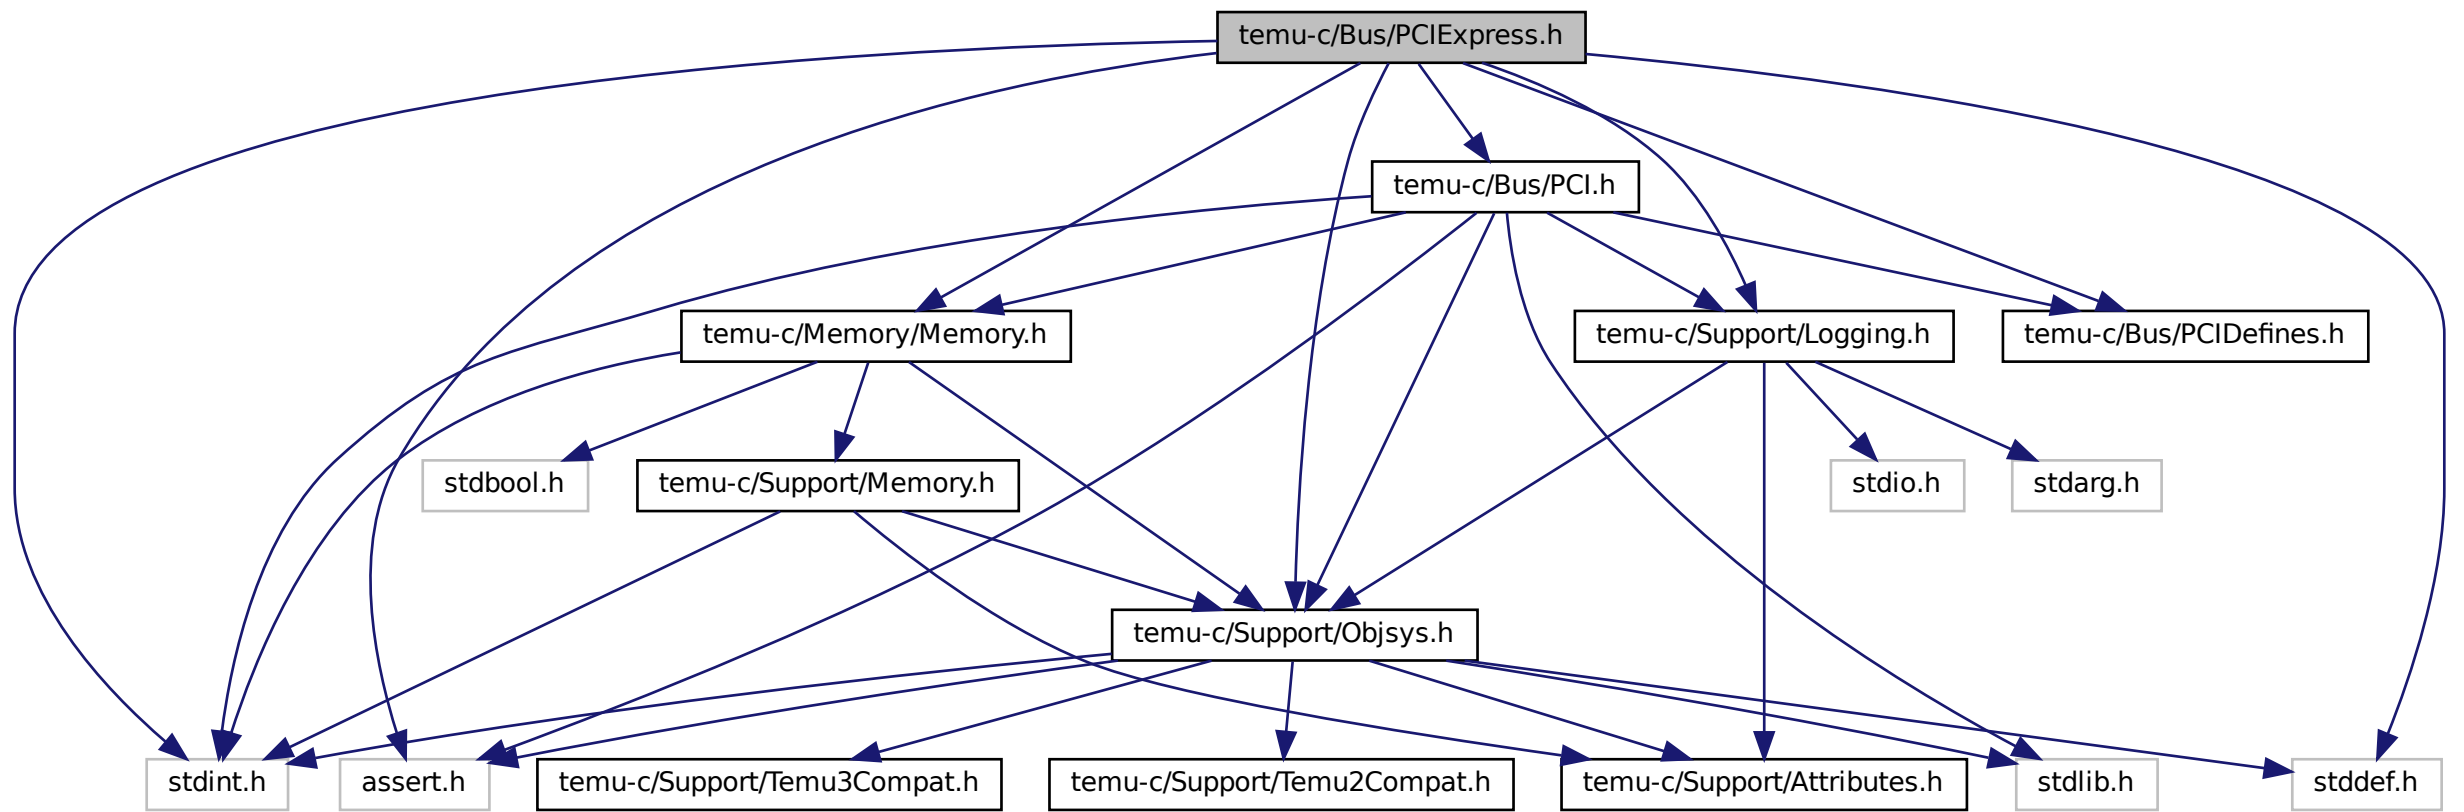 temu-c/Bus/PCIExpress.h
temu-c/Bus/PCI.h
temu-c/Memory/Memory.h
temu-c/Support/Logging.h
temu-c/Bus/PCIDefines.h
stdbool.h
temu-c/Support/Memory.h
stdio.h
stdarg.h
temu-c/Support/Objsys.h
stdint.h
assert.h
temu-c/Support/Temu3Compat.h
temu-c/Support/Temu2Compat.h
temu-c/Support/Attributes.h
stdlib.h
stddef.h